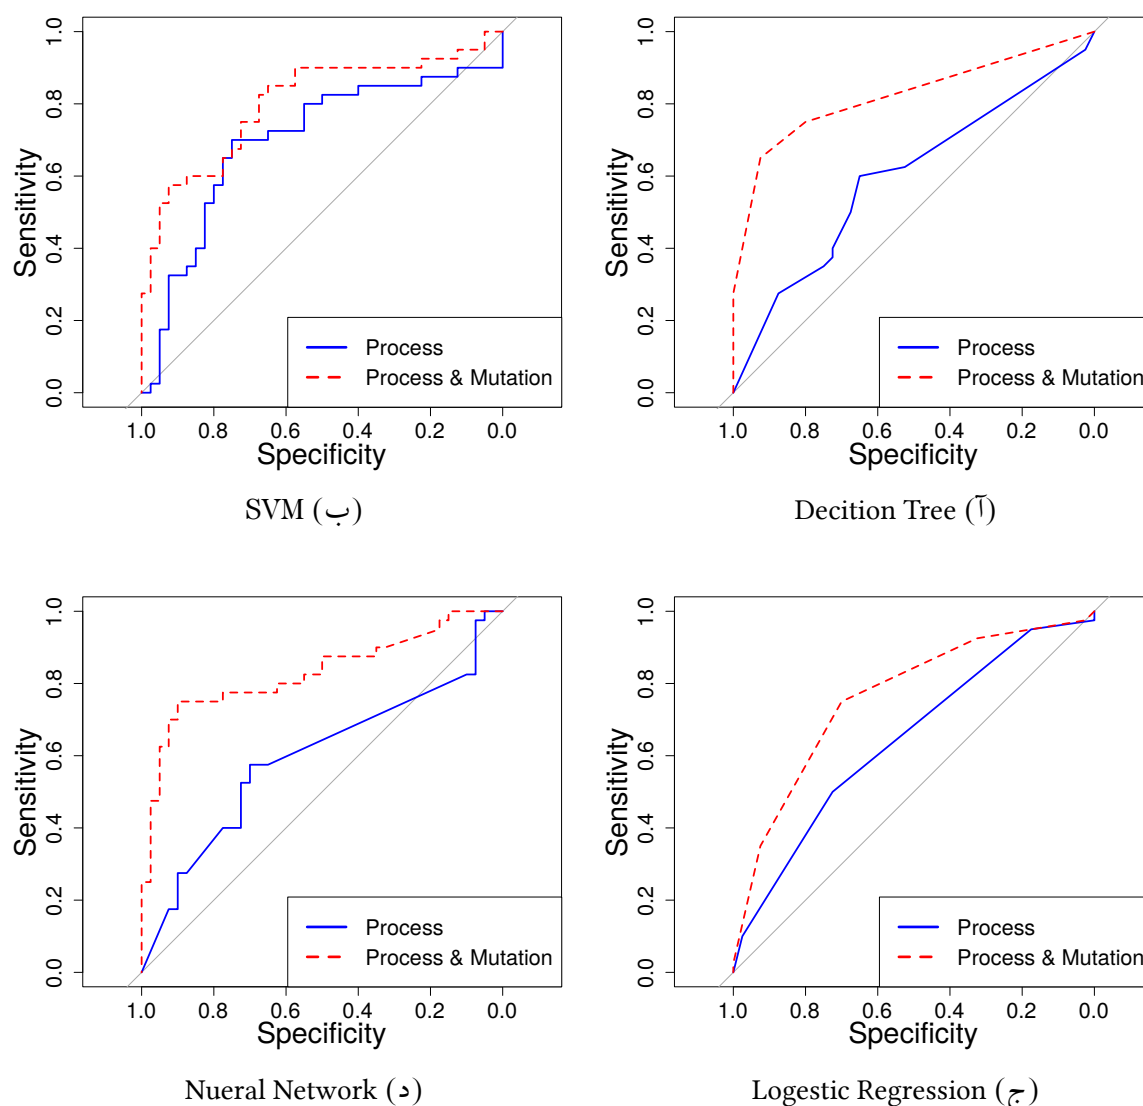 Sensitivity
0.0 0.2 0.4 0.6 0.8 1.0
Process
Process & Mutation
1.0 0.8 0.6 0.4 0.2 0.0
Specificity
SVM (ب)
Sensitivity
0.0 0.2 0.4 0.6 0.8 1.0
Process
Process & Mutation
1.0 0.8 0.6 0.4 0.2 0.0
Specificity
Decition Tree (آ)
Sensitivity
0.0 0.2 0.4 0.6 0.8 1.0
Process
Process & Mutation
1.0 0.8 0.6 0.4 0.2 0.0
Specificity
Nueral Network (د)
Sensitivity
0.0 0.2 0.4 0.6 0.8 1.0
Process
Process & Mutation
1.0 0.8 0.6 0.4 0.2 0.0
Specificity
Logestic Regression (ج)